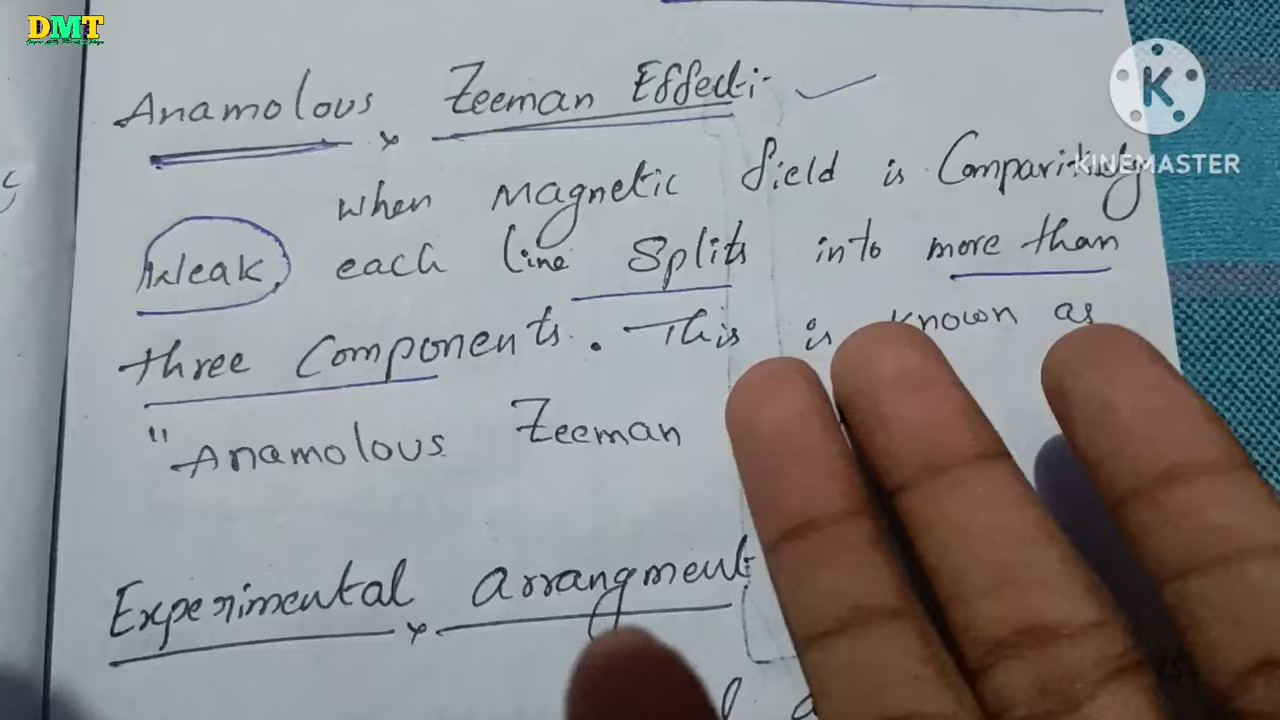 DMT
KINEMASTER
Anamolous Zeeman Effect:-
when magnetic field is Comparitively
Weak each line splits into more than
three Components. This is known as
"Anamolous Zeeman
Experimental arrangment: